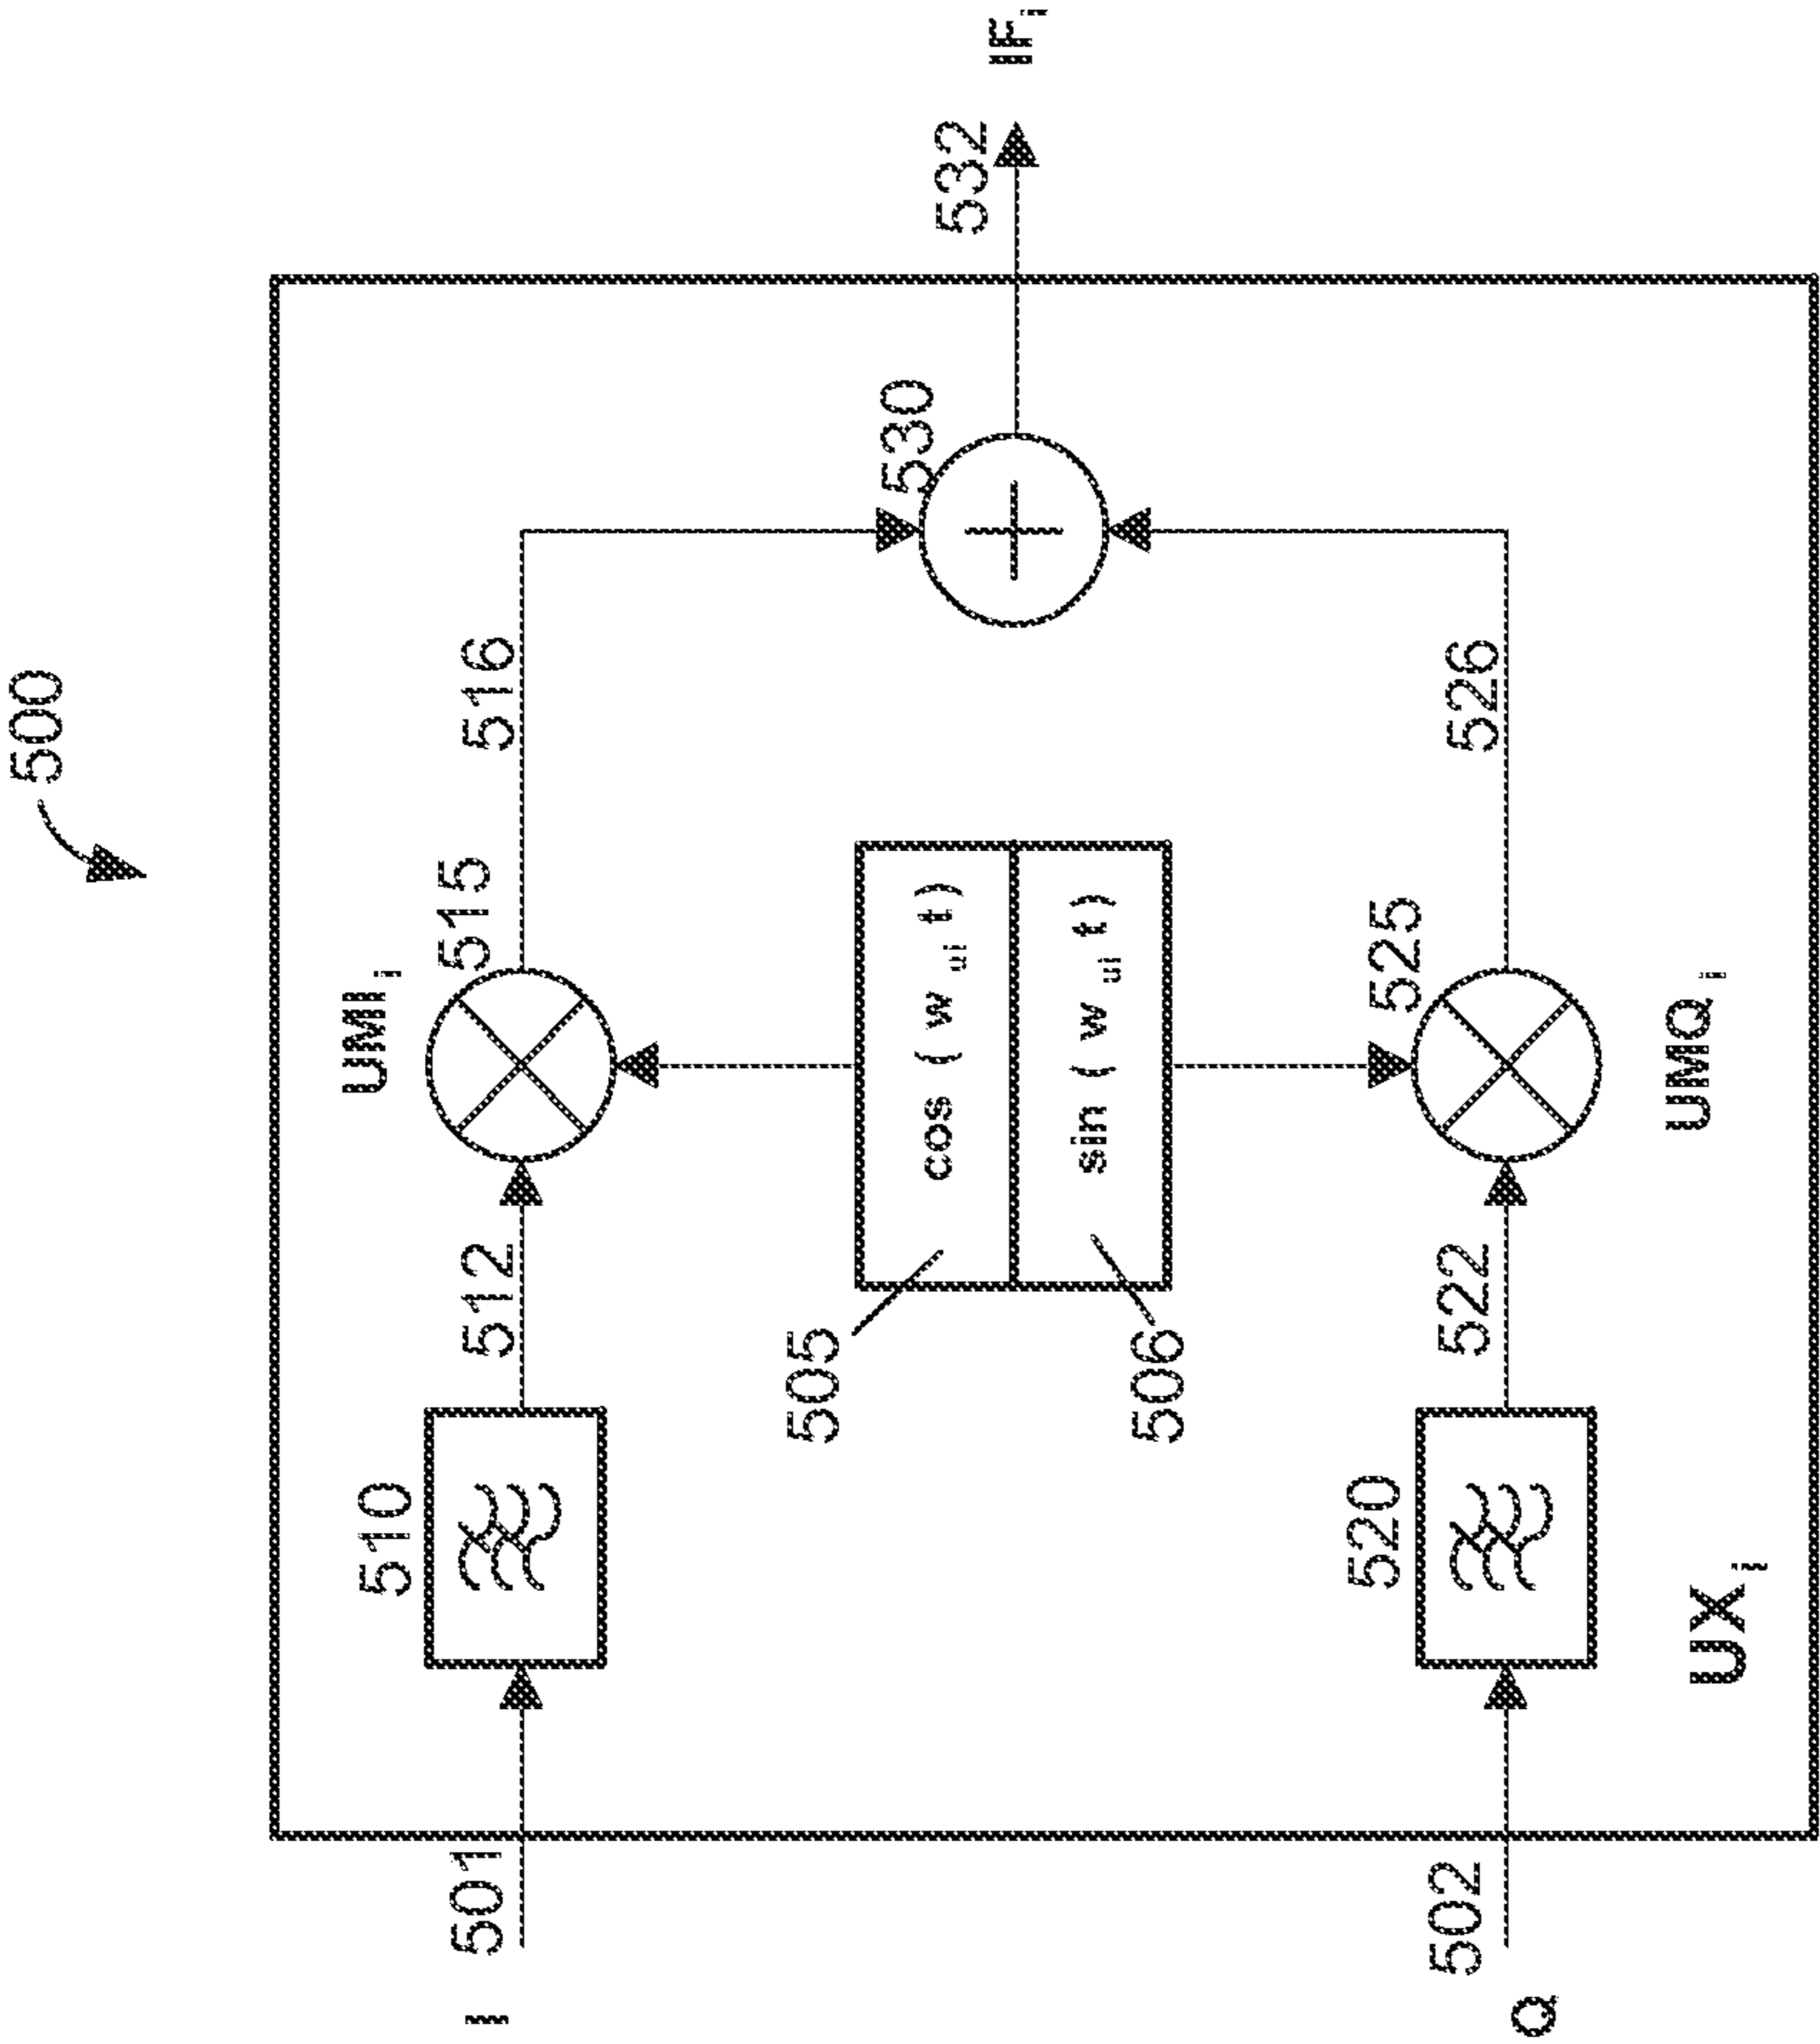 500
I 501
510
512
UMI i
515
516
530
532
IF i
505
cos ( w ui t )
sin ( w ui t )
506
Q 502
520
522
525
UMQ i
526
UX i